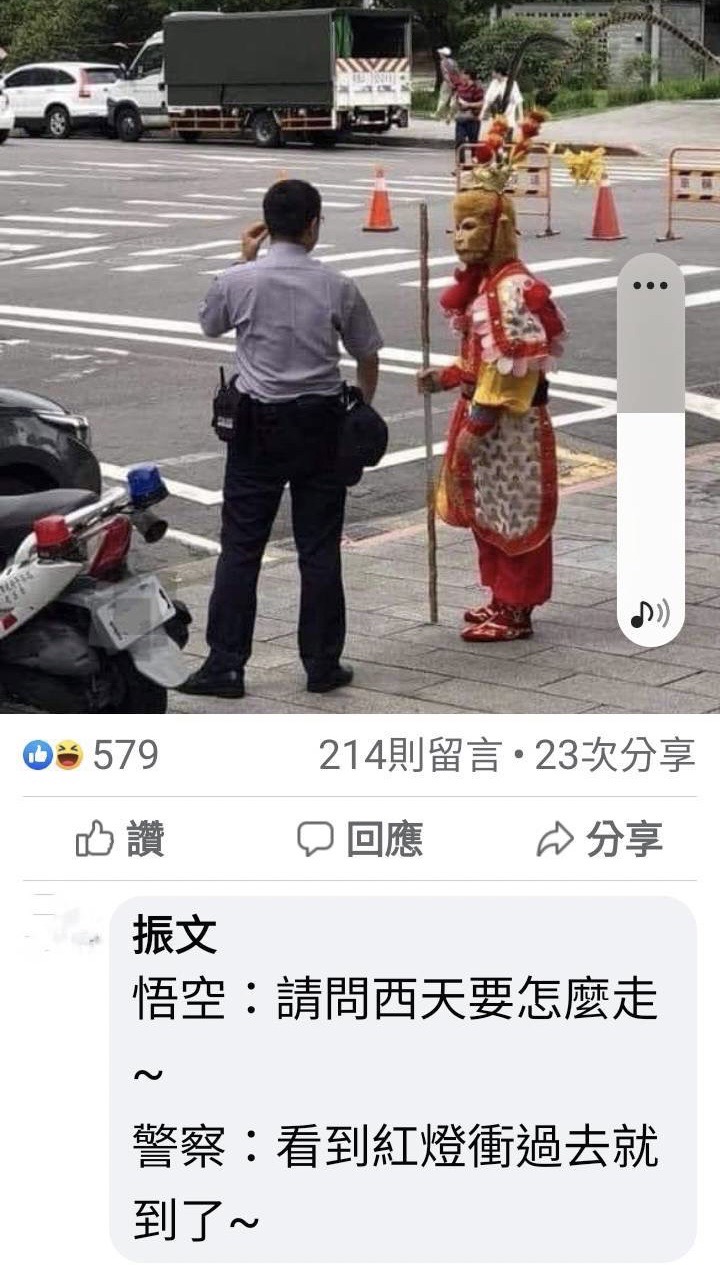 579
214則留言•23次分享
讚 回應 分享
振文
悟空：請問西天要怎麼走
~
警察：看到紅燈衝過去就
到了~